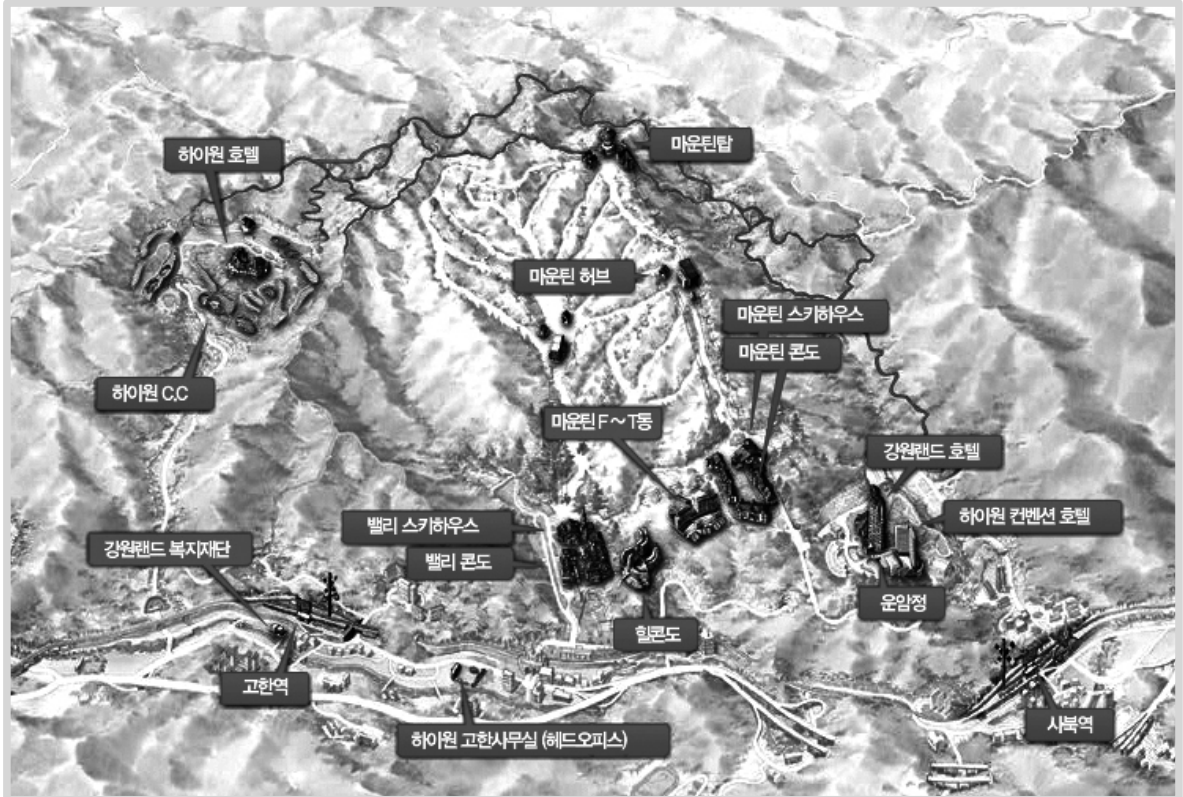 마운틴탑
하이원 호텔
마운틴 허브
마운틴 스키하우스
마운틴 콘도
하이원 C.C
마운틴 F~T동
강원랜드 호텔
밸리 스키하우스
하이원 컨벤션 호텔
강원랜드 복지재단
밸리 콘도
운암정
힐콘도
고한역
사북역
하이원 고한사무실 (헤드오피스)